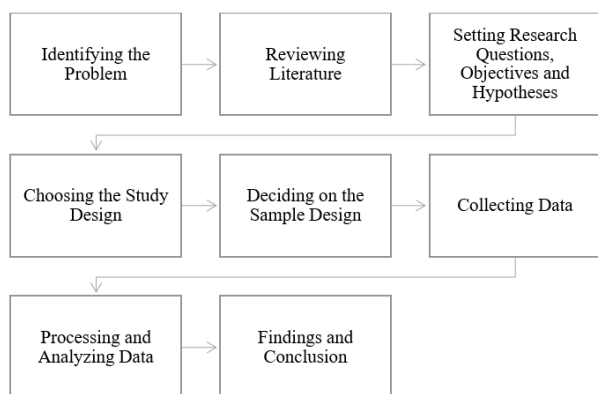 Identifying the
Problem
Reviewing
Literature
Setting Research
Questions,
Objectives and
Hypotheses
Choosing the Study
Design
Deciding on the
Sample Design
Collecting Data
Processing and
Analyzing Data
Findings and
Conclusion